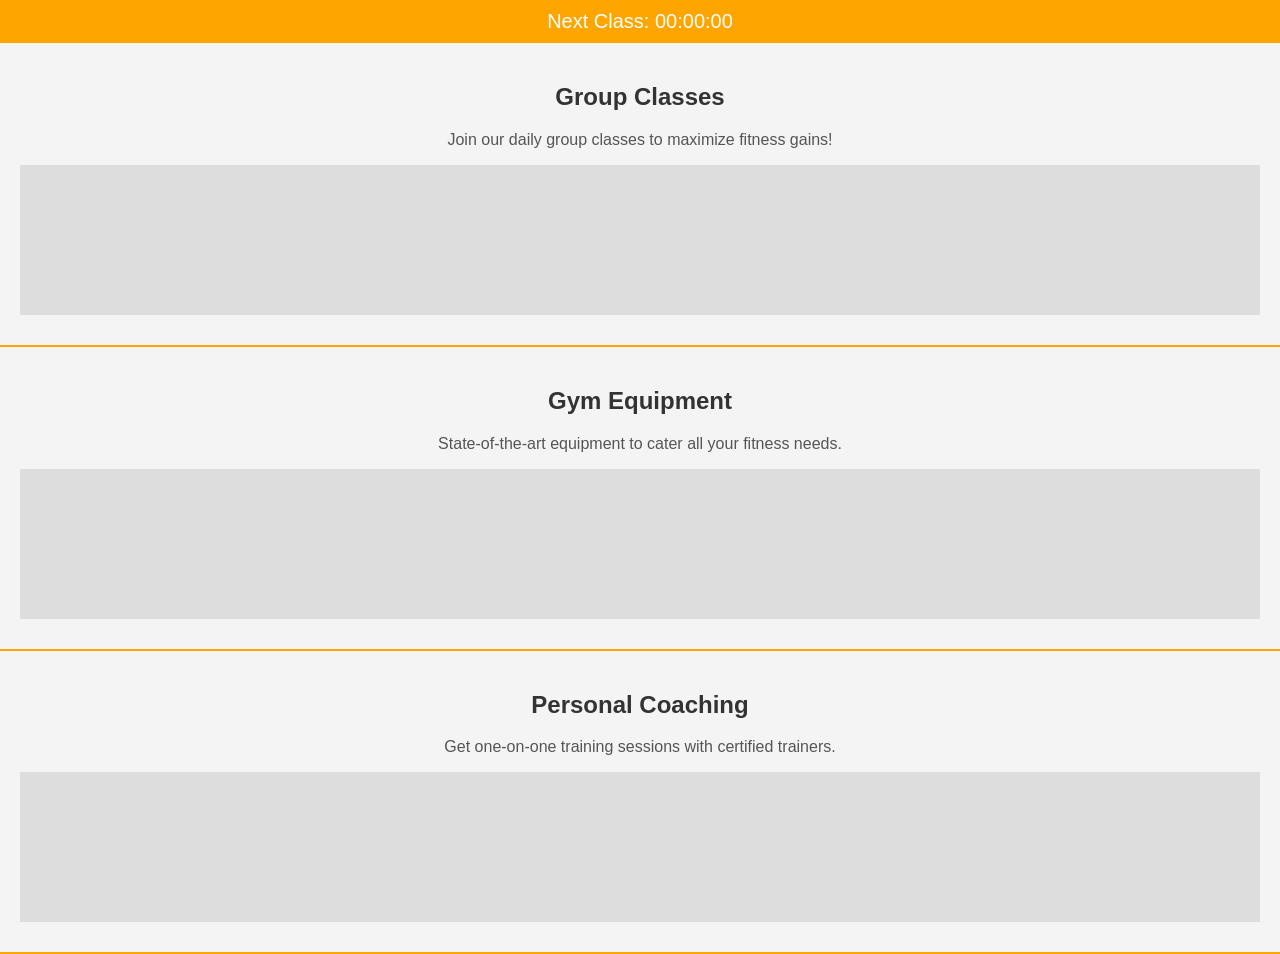 Next Class: 00:00:00
Group Classes
Join our daily group classes to maximize fitness gains!
Gym Equipment
State-of-the-art equipment to cater all your fitness needs.
Personal Coaching
Get one-on-one training sessions with certified trainers.